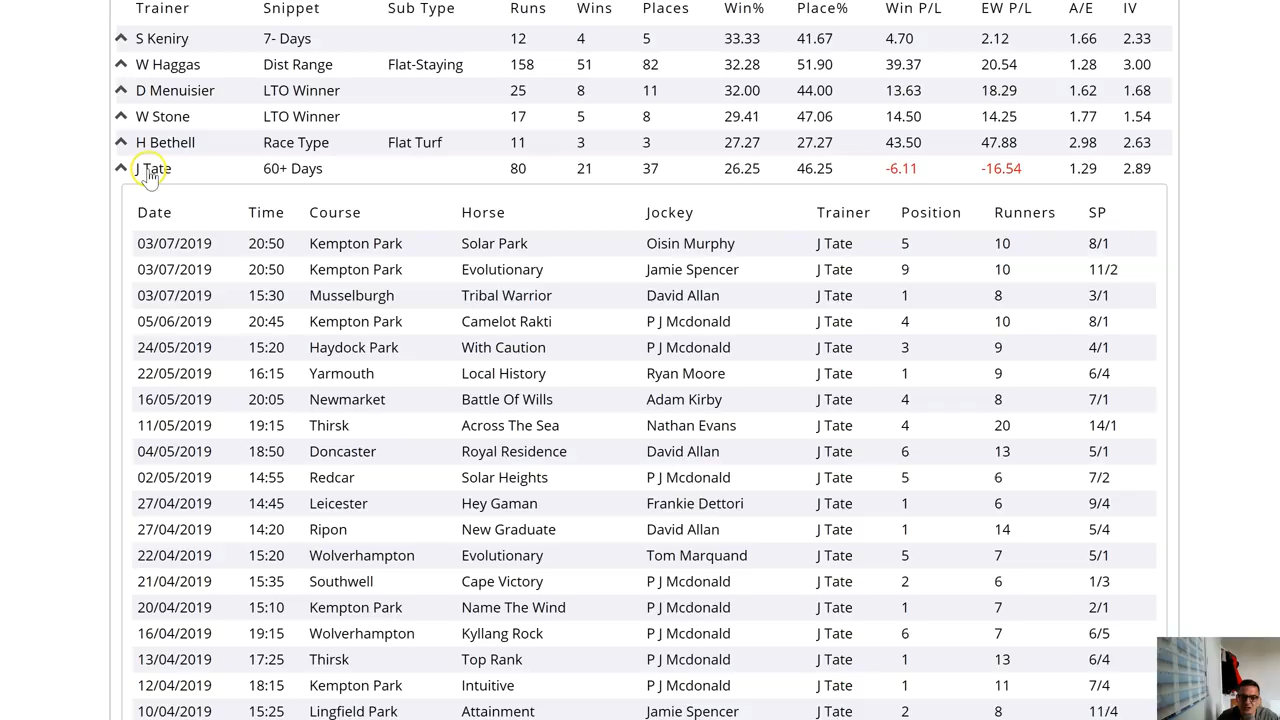 Trainer Snippet Sub Type Runs Wins Places Win% Place% Win P/L EW P/L A/E IV
S Keniry 7- Days 12 4 5 33.33 41.67 4.70 2.12 1.66 2.33
W Haggas Dist Range Flat-Staying 158 51 82 32.28 51.90 39.37 20.54 1.28 3.00
D Menuisier LTO Winner 25 8 11 32.00 44.00 13.63 18.29 1.62 1.68
W Stone LTO Winner 17 5 8 29.41 47.06 14.50 14.25 1.77 1.54
H Bethell Race Type Flat Turf 11 3 3 27.27 27.27 43.50 47.88 2.98 2.63
J Tate 60+ Days 80 21 37 26.25 46.25 -6.11 -16.54 1.29 2.89
Date Time Course Horse Jockey Trainer Position Runners SP
03/07/2019 20:50 Kempton Park Solar Park Oisin Murphy J Tate 5 10 8/1
03/07/2019 20:50 Kempton Park Evolutionary Jamie Spencer J Tate 9 10 11/2
03/07/2019 15:30 Musselburgh Tribal Warrior David Allan J Tate 1 8 3/1
05/06/2019 20:45 Kempton Park Camelot Rakti P J Mcdonald J Tate 4 10 8/1
24/05/2019 15:20 Haydock Park With Caution P J Mcdonald J Tate 3 9 4/1
22/05/2019 16:15 Yarmouth Local History Ryan Moore J Tate 1 9 6/4
16/05/2019 20:05 Newmarket Battle Of Wills Adam Kirby J Tate 4 8 7/1
11/05/2019 19:15 Thirsk Across The Sea Nathan Evans J Tate 4 20 14/1
04/05/2019 18:50 Doncaster Royal Residence David Allan J Tate 6 13 5/1
02/05/2019 14:55 Redcar Solar Heights P J Mcdonald J Tate 5 6 7/2
27/04/2019 14:45 Leicester Hey Gaman Frankie Dettori J Tate 1 6 9/4
27/04/2019 14:20 Ripon New Graduate David Allan J Tate 1 14 5/4
22/04/2019 15:20 Wolverhampton Evolutionary Tom Marquand J Tate 5 7 5/1
21/04/2019 15:35 Southwell Cape Victory P J Mcdonald J Tate 2 6 1/3
20/04/2019 15:10 Kempton Park Name The Wind P J Mcdonald J Tate 1 7 2/1
16/04/2019 19:15 Wolverhampton Kyllang Rock P J Mcdonald J Tate 6 7 6/5
13/04/2019 17:25 Thirsk Top Rank P J Mcdonald J Tate 1 13 6/4
12/04/2019 18:15 Kempton Park Intuitive P J Mcdonald J Tate 1 11 7/4
10/04/2019 15:25 Lingfield Park Attainment Jamie Spencer J Tate 2 8 11/4